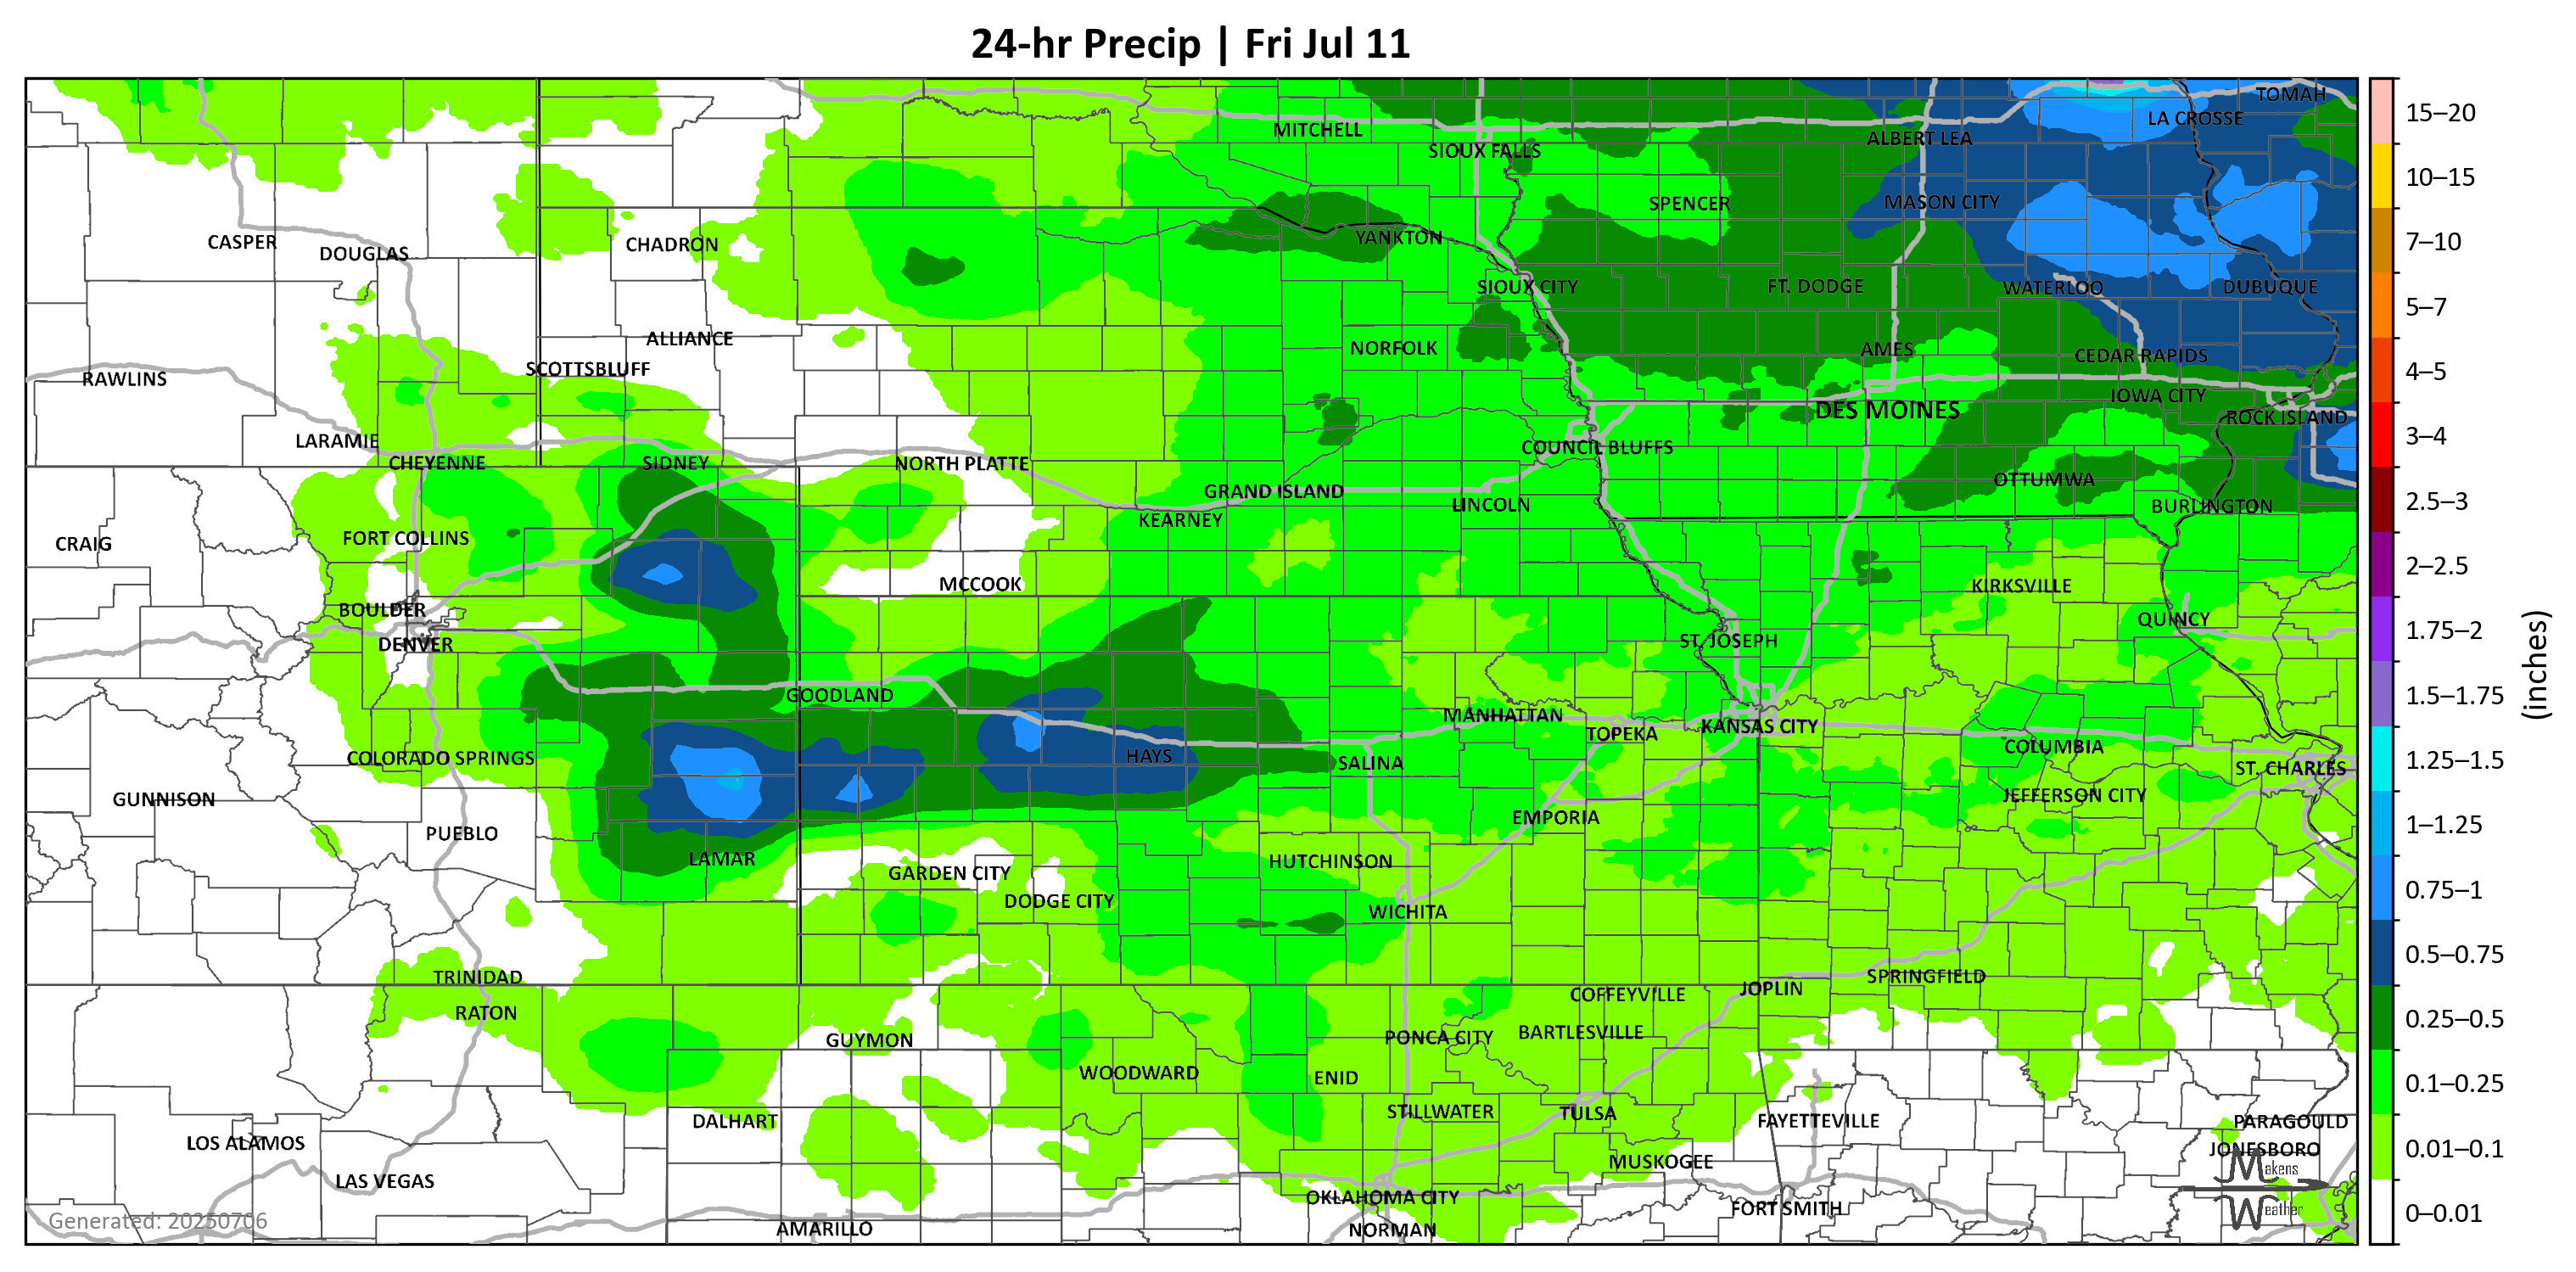 24-hr Precip | Fri Jul 11
TOMAH
LA CROSSE
MITCHELL
ALBERT LEA
SIOUX FALLS
SPENCER
MASON CITY
YANKTON
CASPER
CHADRON
DOUGLAS
SIOUX CITY
FT. DODGE
WATERLOO
DUBUQUE
ALLIANCE
NORFOLK
AMES
CEDAR RAPIDS
SCOTTSBLUFF
RAWLINS
IOWA CITY
DES MOINES
ROCK ISLAND
LARAMIE
COUNCIL BLUFFS
CHEYENNE
SIDNEY
NORTH PLATTE
OTTUMWA
GRAND ISLAND
LINCOLN
BURLINGTON
KEARNEY
FORT COLLINS
CRAIG
MCCOOK
KIRKSVILLE
BOULDER
QUINCY
DENVER
ST. JOSEPH
GOODLAND
MANHATTAN
KANSAS CITY
TOPEKA
COLUMBIA
COLORADO SPRINGS
HAYS
SALINA
ST. CHARLES
GUNNISON
JEFFERSON CITY
EMPORIA
PUEBLO
LAMAR
HUTCHINSON
GARDEN CITY
DODGE CITY
WICHITA
TRINIDAD
SPRINGFIELD
JOPLIN
COFFEYVILLE
RATON
BARTLESVILLE
PONCA CITY
GUYMON
WOODWARD
ENID
STILLWATER
TULSA
DALHART
FAYETTEVILLE
PARAGOULD
LOS ALAMOS
JONESBORO
MUSKOGEE
LAS VEGAS
OKLAHOMA CITY
FORT SMITH
AMARILLO
NORMAN
Generated: 20250706
Makens
Weather
15–20
10–15
7–10
5–7
4–5
3–4
2.5–3
2–2.5
1.75–2
1.5–1.75
1.25–1.5
1–1.25
0.75–1
0.5–0.75
0.25–0.5
0.1–0.25
0.01–0.1
0–0.01
(inches)